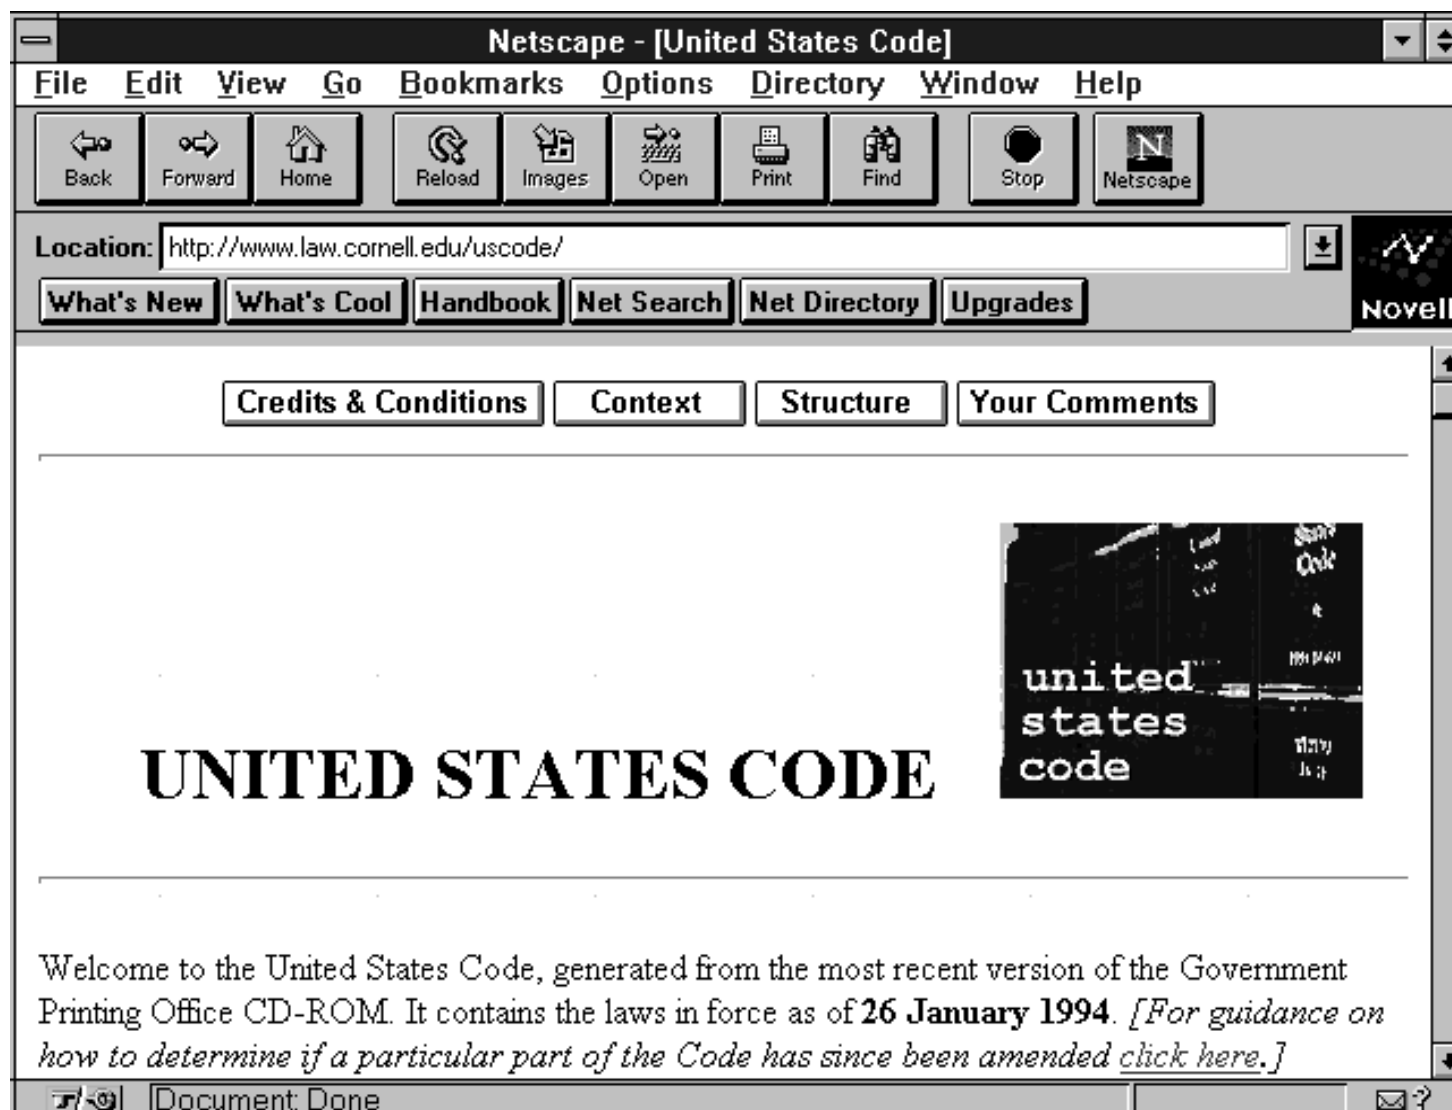 Netscape - [United States Code]
File Edit View Go Bookmarks Options Directory Window Help
Back Forward Home Reload Images Open Print Find Stop Netscape
N
Location: http://www.law.cornell.edu/uscode/
What's New What's Cool Handbook Net Search Net Directory Upgrades
Novell
Credits & Conditions Context Structure Your Comments
Code
united
states
code
UNITED STATES CODE
Welcome to the United States Code, generated from the most recent version of the Government
Printing Office CD-ROM. It contains the laws in force as of 26 January 1994. [For guidance on
how to determine if a particular part of the Code has since been amended click here.]
Document: Done